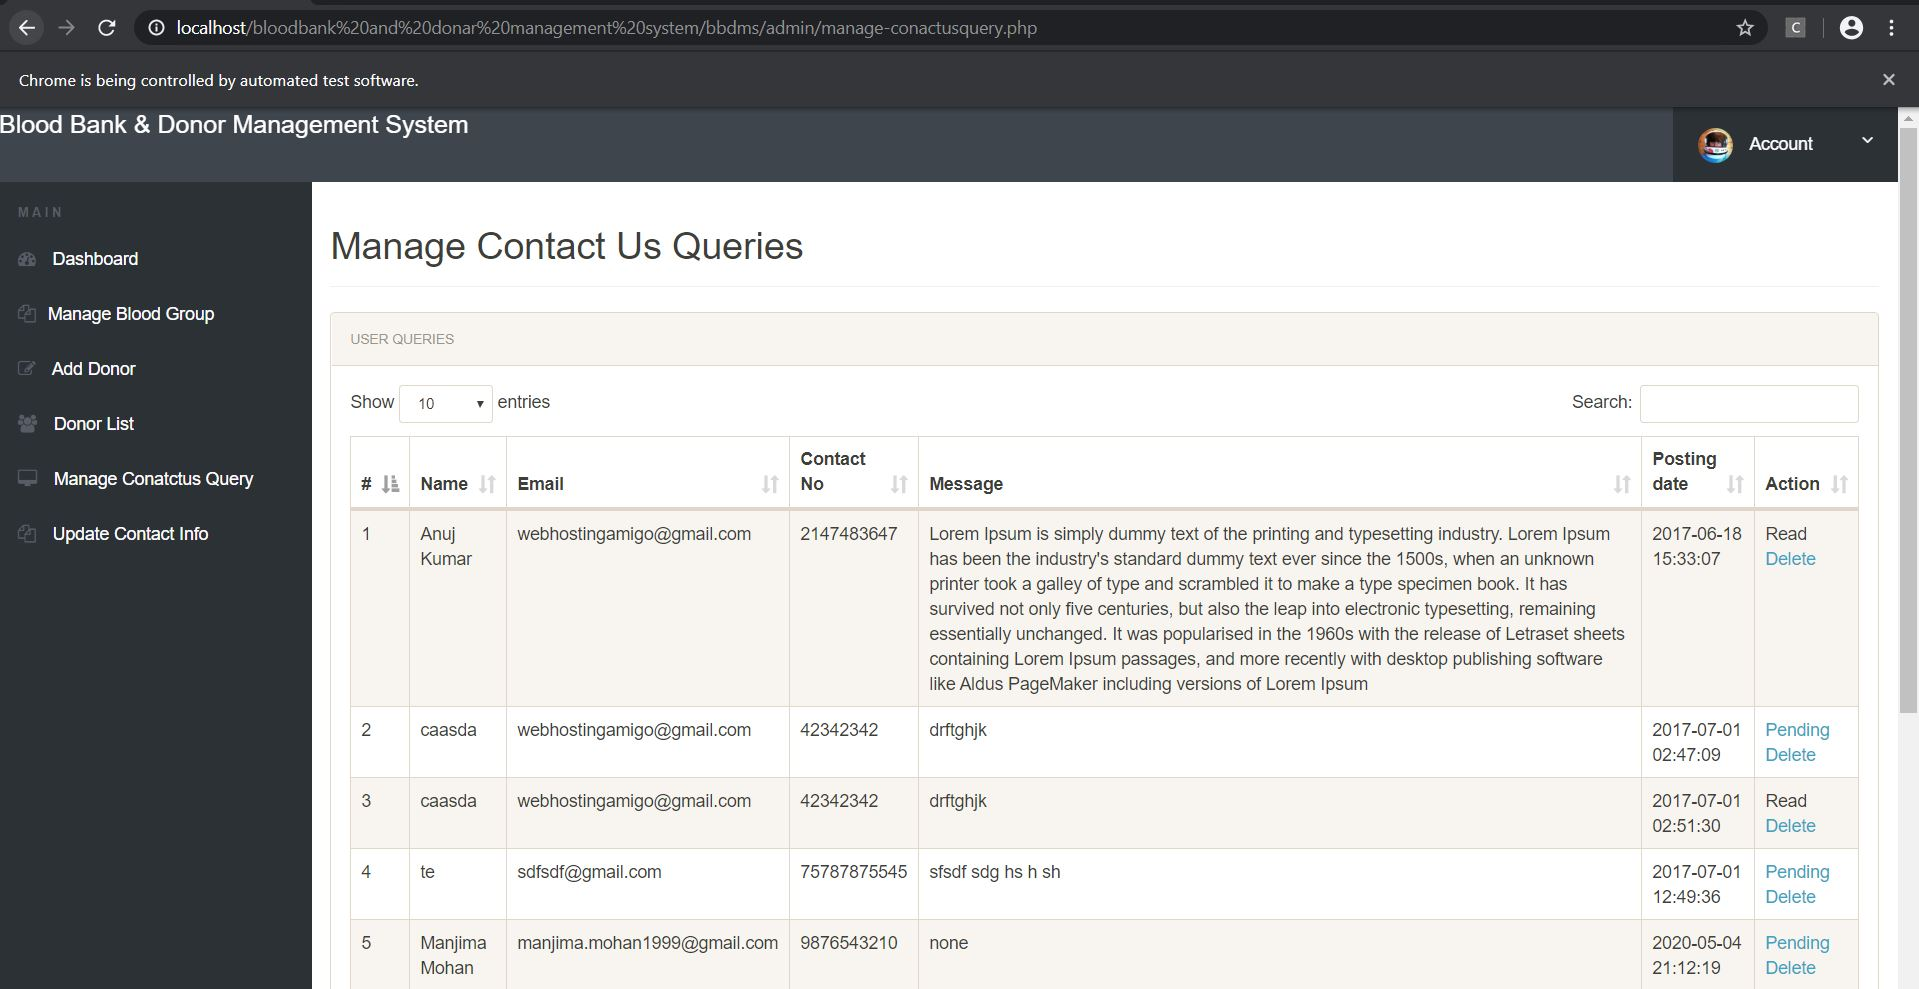 localhost/bloodbank%20and%20donar%20management%20system/bbdms/admin/manage-conactusquery.php
C
Chrome is being controlled by automated test software.
Blood Bank & Donor Management System
Account
MAIN
Dashboard
Manage Blood Group
Add Donor
Donor List
Manage Conatctus Query
Update Contact Info
Manage Contact Us Queries
USER QUERIES
Show 10 entries
Search:
# Name Email Contact No Message Posting date Action
1 Anuj Kumar webhostingamigo@gmail.com 2147483647
Lorem Ipsum is simply dummy text of the printing and typesetting industry. Lorem Ipsum
has been the industry's standard dummy text ever since the 1500s, when an unknown
printer took a galley of type and scrambled it to make a type specimen book. It has
survived not only five centuries, but also the leap into electronic typesetting, remaining
essentially unchanged. It was popularised in the 1960s with the release of Letraset sheets
containing Lorem Ipsum passages, and more recently with desktop publishing software
like Aldus PageMaker including versions of Lorem Ipsum
2017-06-18 15:33:07 Read Delete
2 caasda webhostingamigo@gmail.com 42342342 drftghjk 2017-07-01 02:47:09 Pending Delete
3 caasda webhostingamigo@gmail.com 42342342 drftghjk 2017-07-01 02:51:30 Read Delete
4 te sdfsdf@gmail.com 75787875545 sfsdf sdg hs h sh 2017-07-01 12:49:36 Pending Delete
5 Manjima Mohan manjima.mohan1999@gmail.com 9876543210 none 2020-05-04 21:12:19 Pending Delete